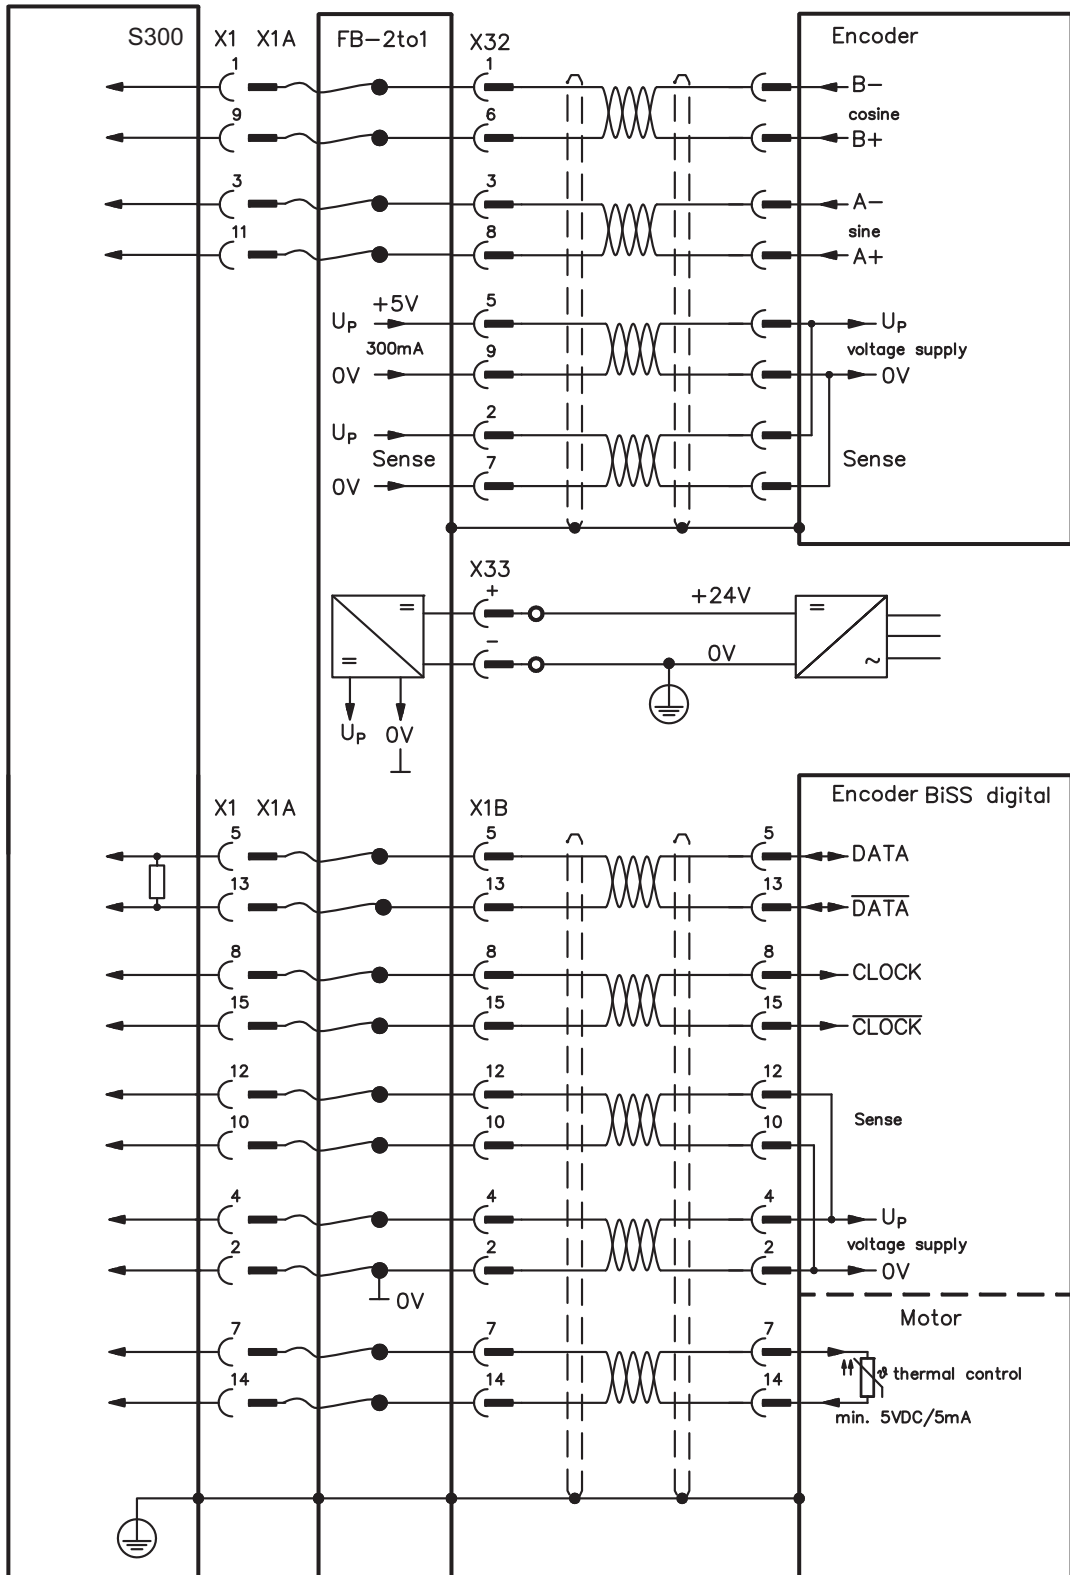 S300 X1 X1A FB-2to1 X32 Encoder
1 1 B-
cosine
9 6 B+
3 3 A-
sine
11 8 A+
+5V 5
UP UP
300mA 9 voltage supply
0V 0V
2
UP
Sense 7 Sense
0V
X33
+ +24V
=
- 0V
= ~
=
UP 0V
Encoder BiSS digital
X1 X1A X1B
5 5 5 DATA
13 13 13 DATA
8 8 8 CLOCK
15 15 15 CLOCK
12 12 12
Sense
10 10 10
4 4 4 UP
voltage supply
2 2 2 0V
0V
Motor
7 7 7
ϑ thermal control
14 14 14
min. 5VDC/5mA